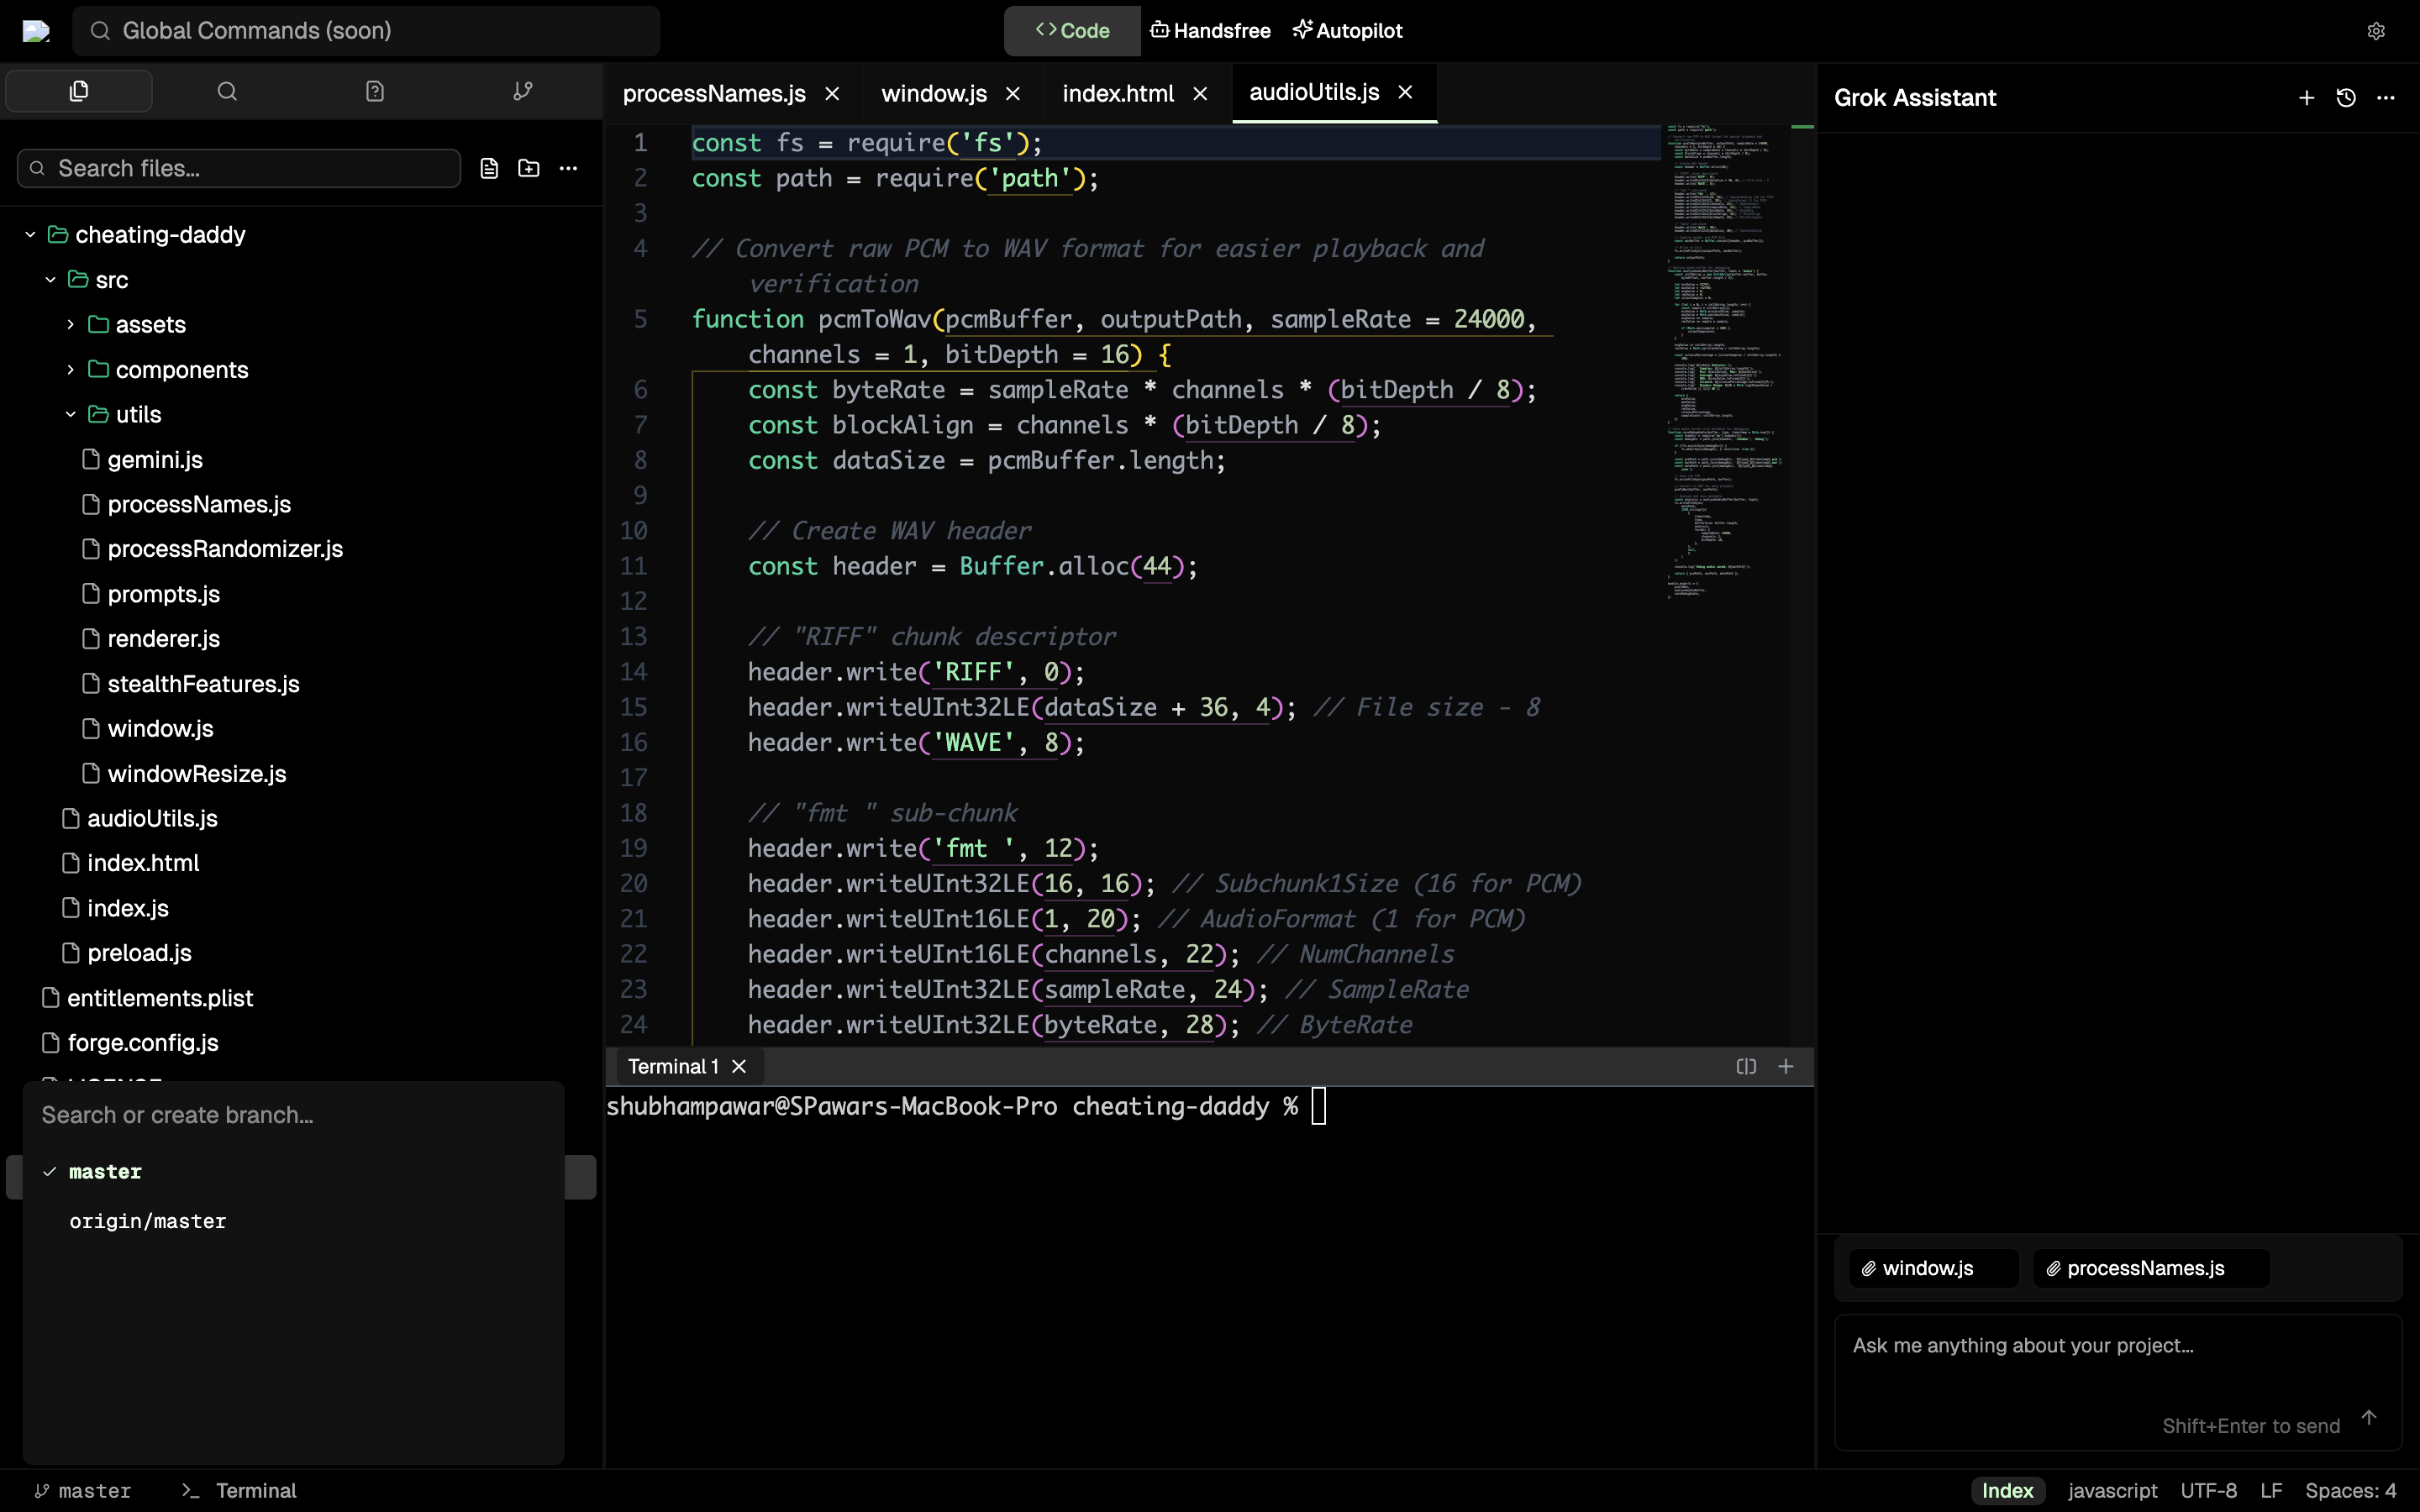 Global Commands (soon)
Code
Handsfree
Autopilot
Search files...
cheating-daddy
src
assets
components
utils
gemini.js
processNames.js
processRandomizer.js
prompts.js
renderer.js
stealthFeatures.js
window.js
windowResize.js
audioUtils.js
index.html
index.js
preload.js
entitlements.plist
forge.config.js
Search or create branch...
master
origin/master
processNames.js
window.js
index.html
audioUtils.js
1 const fs = require('fs');
2 const path = require('path');
3
4 // Convert raw PCM to WAV format for easier playback and
verification
5 function pcmToWav(pcmBuffer, outputPath, sampleRate = 24000,
channels = 1, bitDepth = 16) {
6 const byteRate = sampleRate * channels * (bitDepth / 8);
7 const blockAlign = channels * (bitDepth / 8);
8 const dataSize = pcmBuffer.length;
9
10 // Create WAV header
11 const header = Buffer.alloc(44);
12
13 // "RIFF" chunk descriptor
14 header.write('RIFF', 0);
15 header.writeUInt32LE(dataSize + 36, 4); // File size - 8
16 header.write('WAVE', 8);
17
18 // "fmt " sub-chunk
19 header.write('fmt ', 12);
20 header.writeUInt32LE(16, 16); // Subchunk1Size (16 for PCM)
21 header.writeUInt16LE(1, 20); // AudioFormat (1 for PCM)
22 header.writeUInt16LE(channels, 22); // NumChannels
23 header.writeUInt32LE(sampleRate, 24); // SampleRate
24 header.writeUInt32LE(byteRate, 28); // ByteRate
Terminal 1
shubhampawar@SPawars-MacBook-Pro cheating-daddy %
Grok Assistant
window.js
processNames.js
Ask me anything about your project...
Shift+Enter to send
master
Terminal
Index
javascript
UTF-8
LF
Spaces: 4